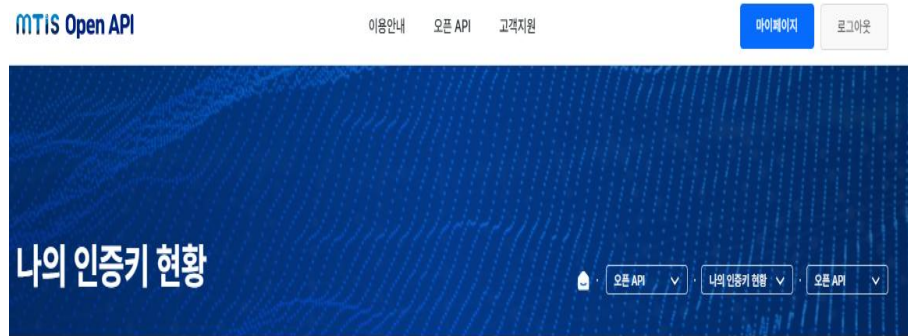 MTIS Open API
이용안내 오픈 API 고객지원
마이페이지 로그아웃
나의 인증키 현황
오픈 API 나의 인증키 현황 오픈 API